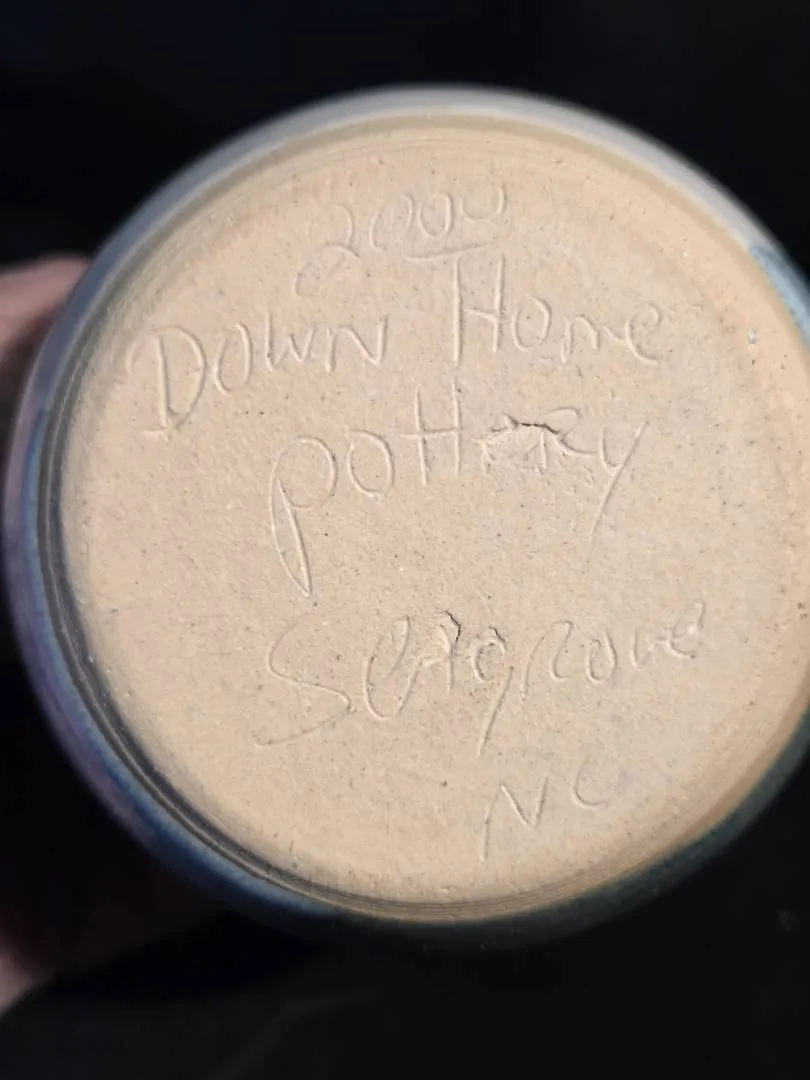 2000
Down Home
pottery
Seagrove
NC